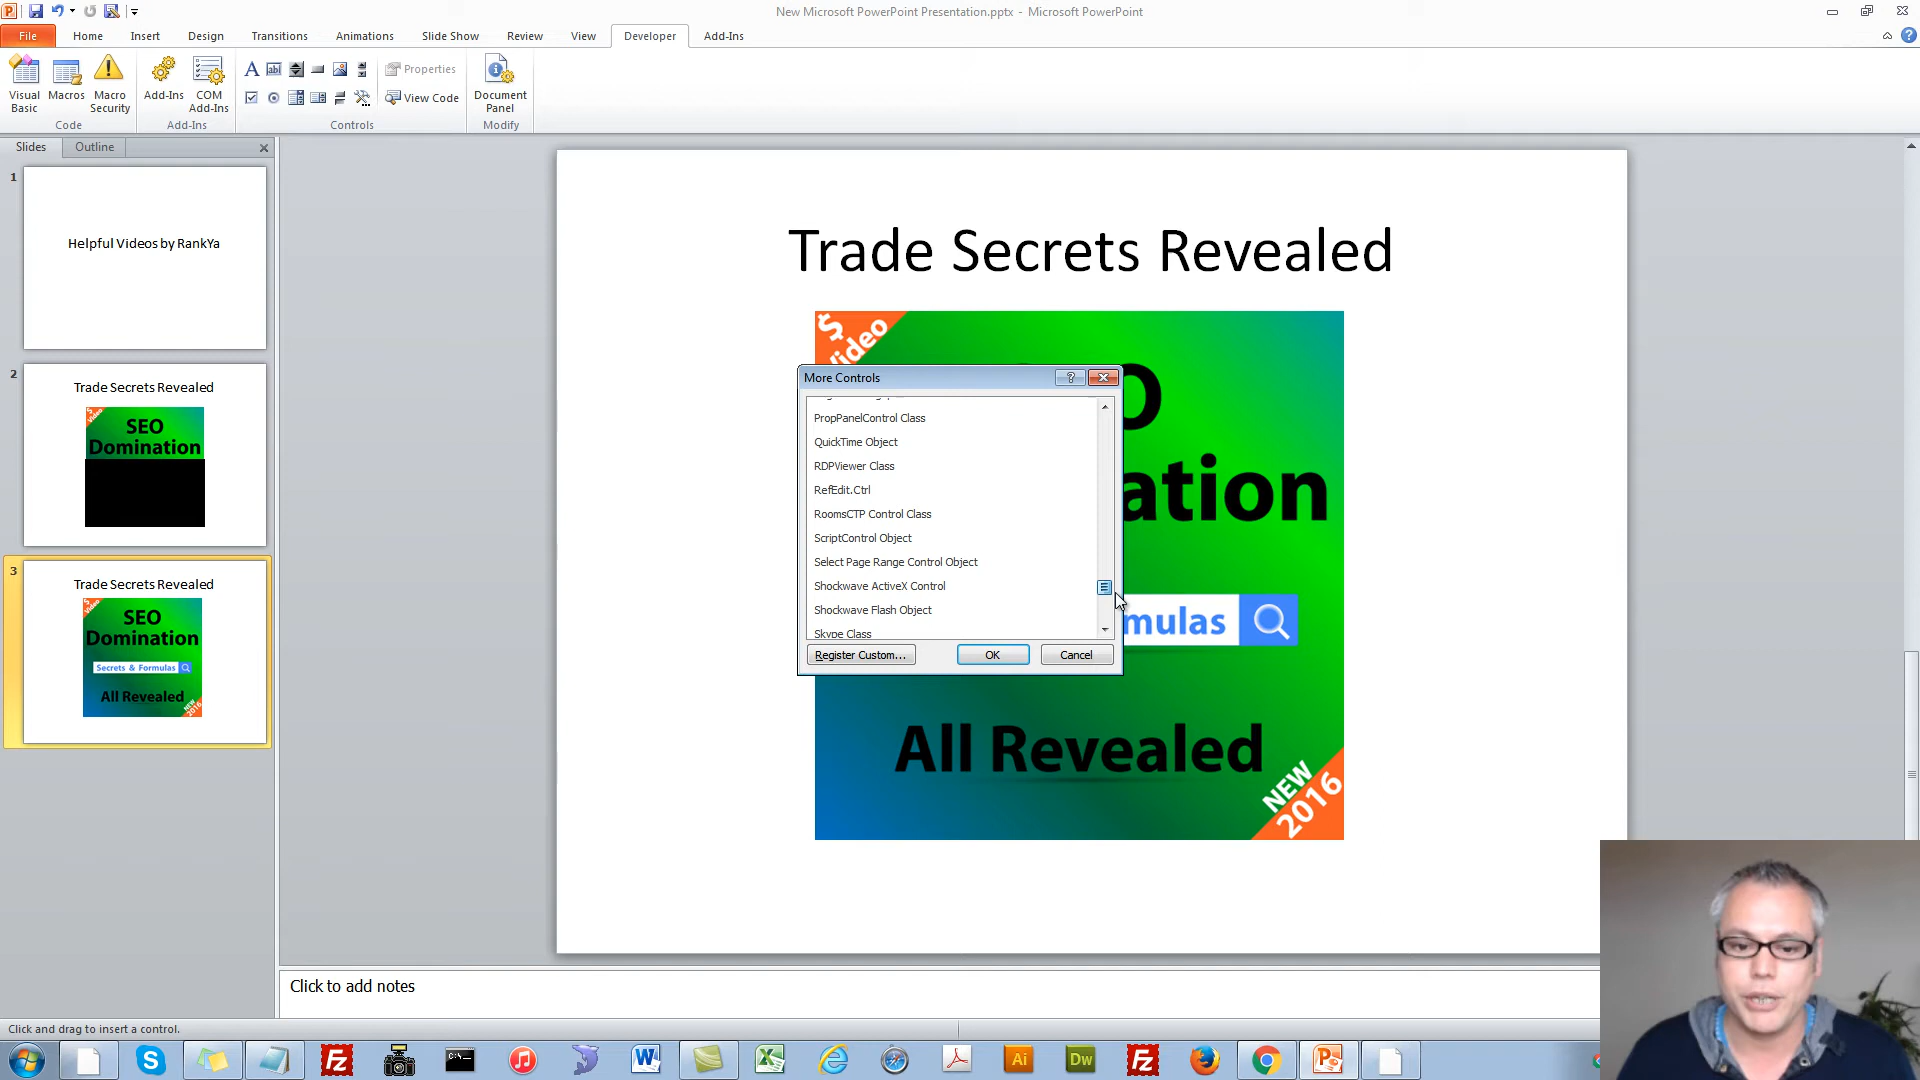 New Microsoft PowerPoint Presentation.pptx - Microsoft PowerPoint
File Home Insert Design Transitions Animations Slide Show Review View Developer Add-Ins
Visual Basic
Macros
Macro Security
Add-Ins
COM Add-Ins
Properties
View Code
Document Panel
Code Add-Ins Controls Modify
Slides Outline
1
Helpful Videos by RankYa
2
Trade Secrets Revealed
$ Video
SEO
Domination
3
Trade Secrets Revealed
$ Video
SEO
Domination
Secrets & Formulas
All Revealed
NEW
2016
Trade Secrets Revealed
$
Video
O
ation
mulas
All Revealed
NEW
2016
More Controls
PropPanelControl Class
QuickTime Object
RDPViewer Class
RefEdit.Ctrl
RoomsCTP Control Class
ScriptControl Object
Select Page Range Control Object
Shockwave ActiveX Control
Shockwave Flash Object
Skype Class
Register Custom...
OK
Cancel
Click to add notes
Click and drag to insert a control.